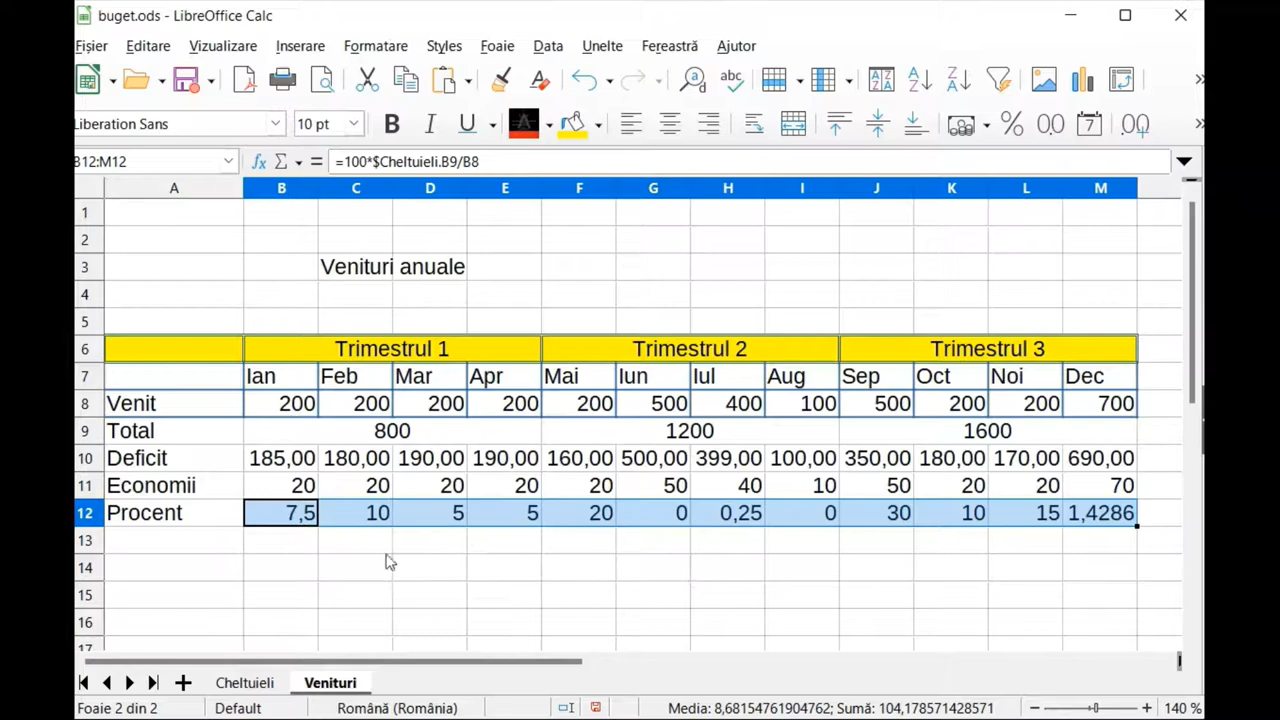 buget.ods - LibreOffice Calc
Fișier Editare Vizualizare Inserare Formatare Styles Foaie Data Unelte Fereastră Ajutor
Liberation Sans 10 pt
B12:M12 =100*$Cheltuieli.B9/B8
A B C D E F G H I J K L M
1
2
3 Venituri anuale
4
5
6 Trimestrul 1 Trimestrul 2 Trimestrul 3
7 Ian Feb Mar Apr Mai Iun Iul Aug Sep Oct Noi Dec
8 Venit 200 200 200 200 200 500 400 100 500 200 200 700
9 Total 800 1200 1600
10 Deficit 185,00 180,00 190,00 190,00 160,00 500,00 399,00 100,00 350,00 180,00 170,00 690,00
11 Economii 20 20 20 20 20 50 40 10 50 20 20 70
12 Procent 7,5 10 5 5 20 0 0,25 0 30 10 15 1,4286
13
14
15
16
17
Cheltuieli Venituri
Foaie 2 din 2 Default Română (România) Media: 8,68154761904762; Sumă: 104,178571428571 140 %